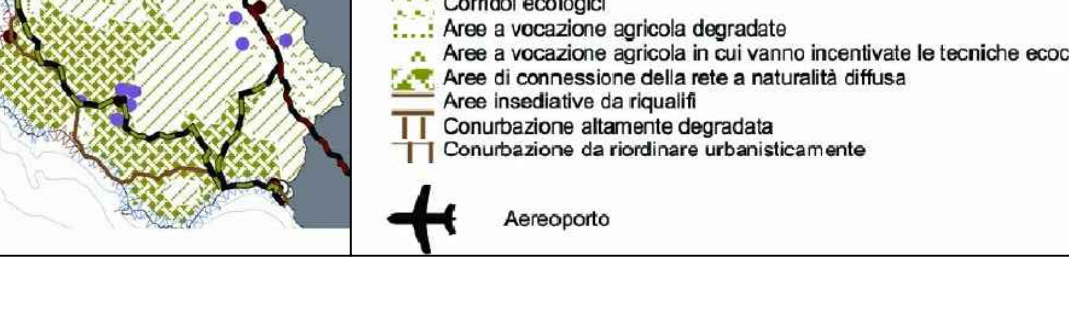 Corridoi ecologici
Aree a vocazione agricola degradate
Aree a vocazione agricola in cui vanno incentivate le tecniche ecoc
Aree di connessione della rete a naturalità diffusa
Aree insediative da riqualifi
Conurbazione altamente degradata
Conurbazione da riordinare urbanisticamente
Aereoporto